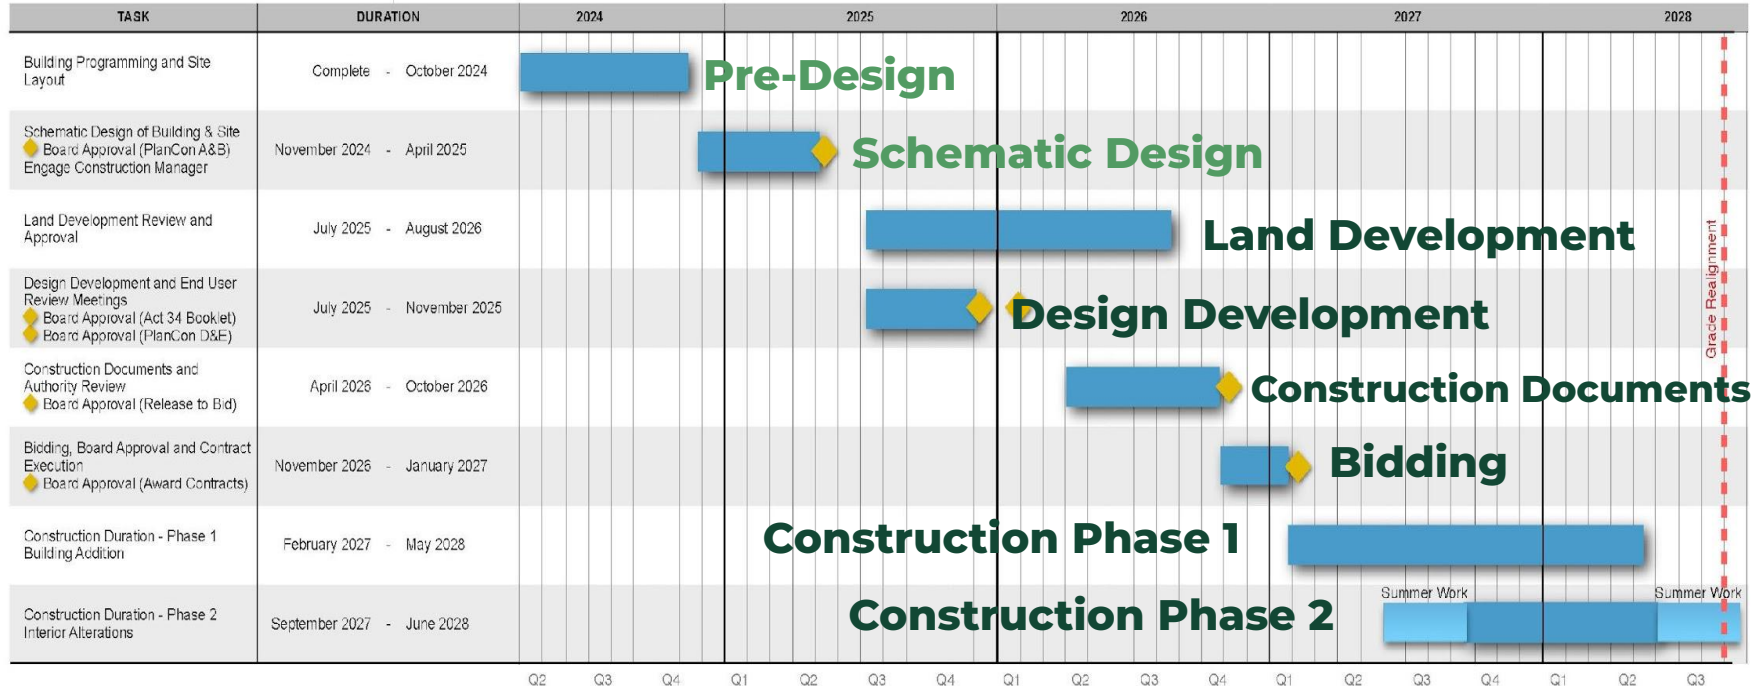 TASK DURATION 2024 2025 2026 2027 2028
Building Programming and Site
Layout
Complete - October 2024
Pre-Design
Schematic Design of Building & Site
Board Approval (PlanCon A&B)
Engage Construction Manager
November 2024 - April 2025
Schematic Design
Land Development Review and
Approval
July 2025 - August 2026
Land Development
Grade Realignment
Design Development and End User
Review Meetings
Board Approval (Act 34 Booklet)
Board Approval (PlanCon D&E)
July 2025 - November 2025
Design Development
Construction Documents and
Authority Review
Board Approval (Release to Bid)
April 2026 - October 2026
Construction Documents
Bidding, Board Approval and Contract
Execution
Board Approval (Award Contracts)
November 2026 - January 2027
Bidding
Construction Duration - Phase 1
Building Addition
February 2027 - May 2028
Construction Phase 1
Construction Duration - Phase 2
Interior Alterations
September 2027 - June 2028
Construction Phase 2
Summer Work Summer Work
Q2 Q3 Q4 Q1 Q2 Q3 Q4 Q1 Q2 Q3 Q4 Q1 Q2 Q3 Q4 Q1 Q2 Q3